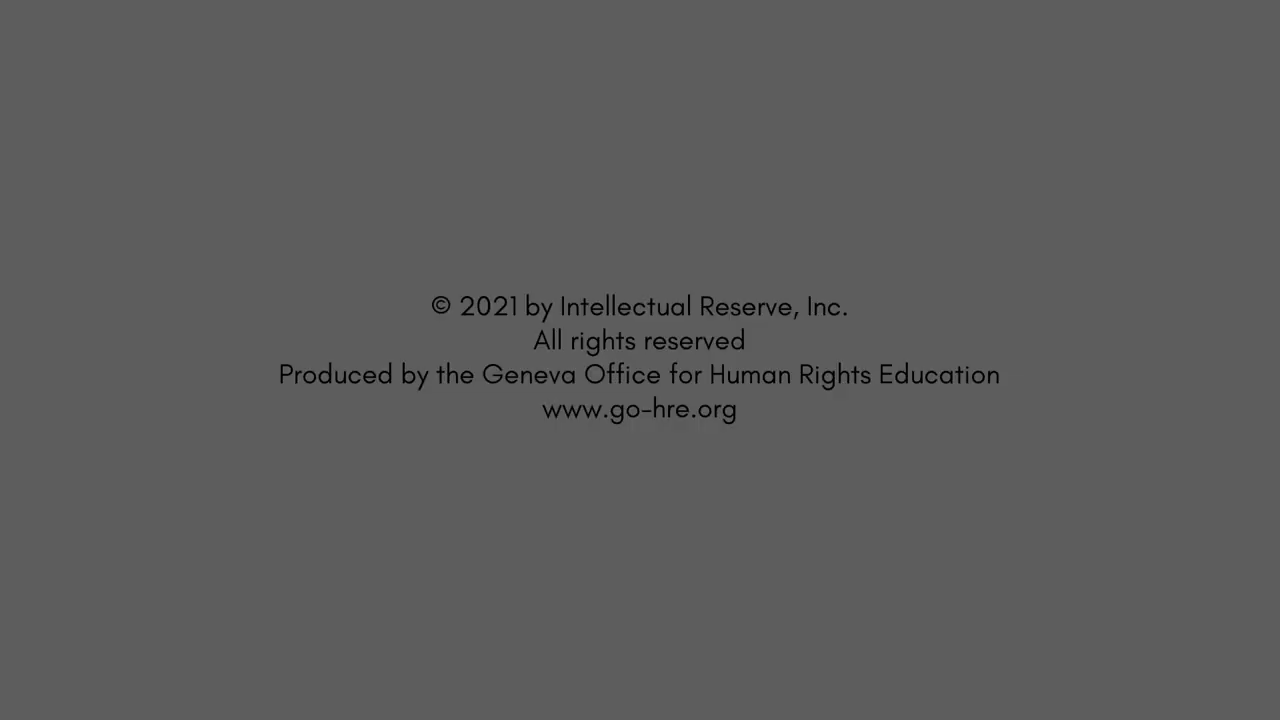 © 2021 by Intellectual Reserve, Inc.
All rights reserved
Produced by the Geneva Office for Human Rights Education
www.go-hre.org